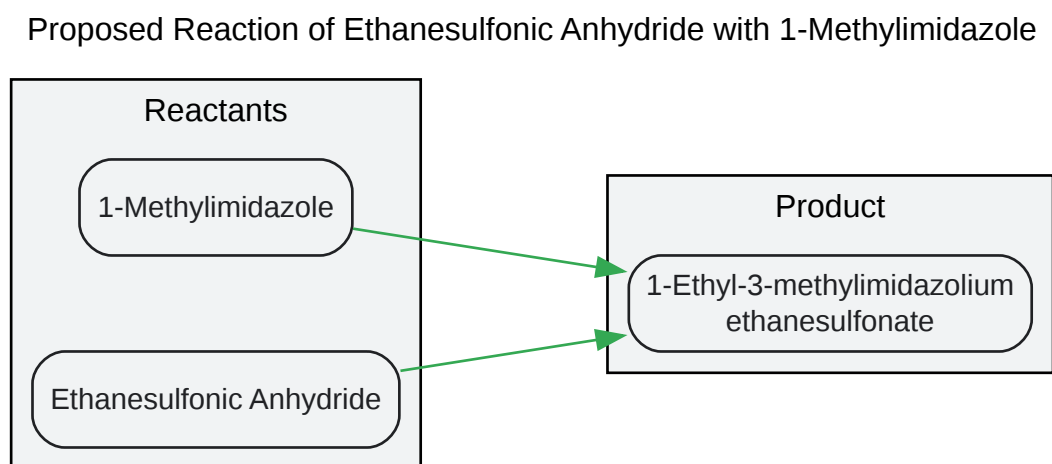 Proposed Reaction of Ethanesulfonic Anhydride with 1-Methylimidazole
Reactants
1-Methylimidazole
Ethanesulfonic Anhydride
Product
1-Ethyl-3-methylimidazolium
ethanesulfonate